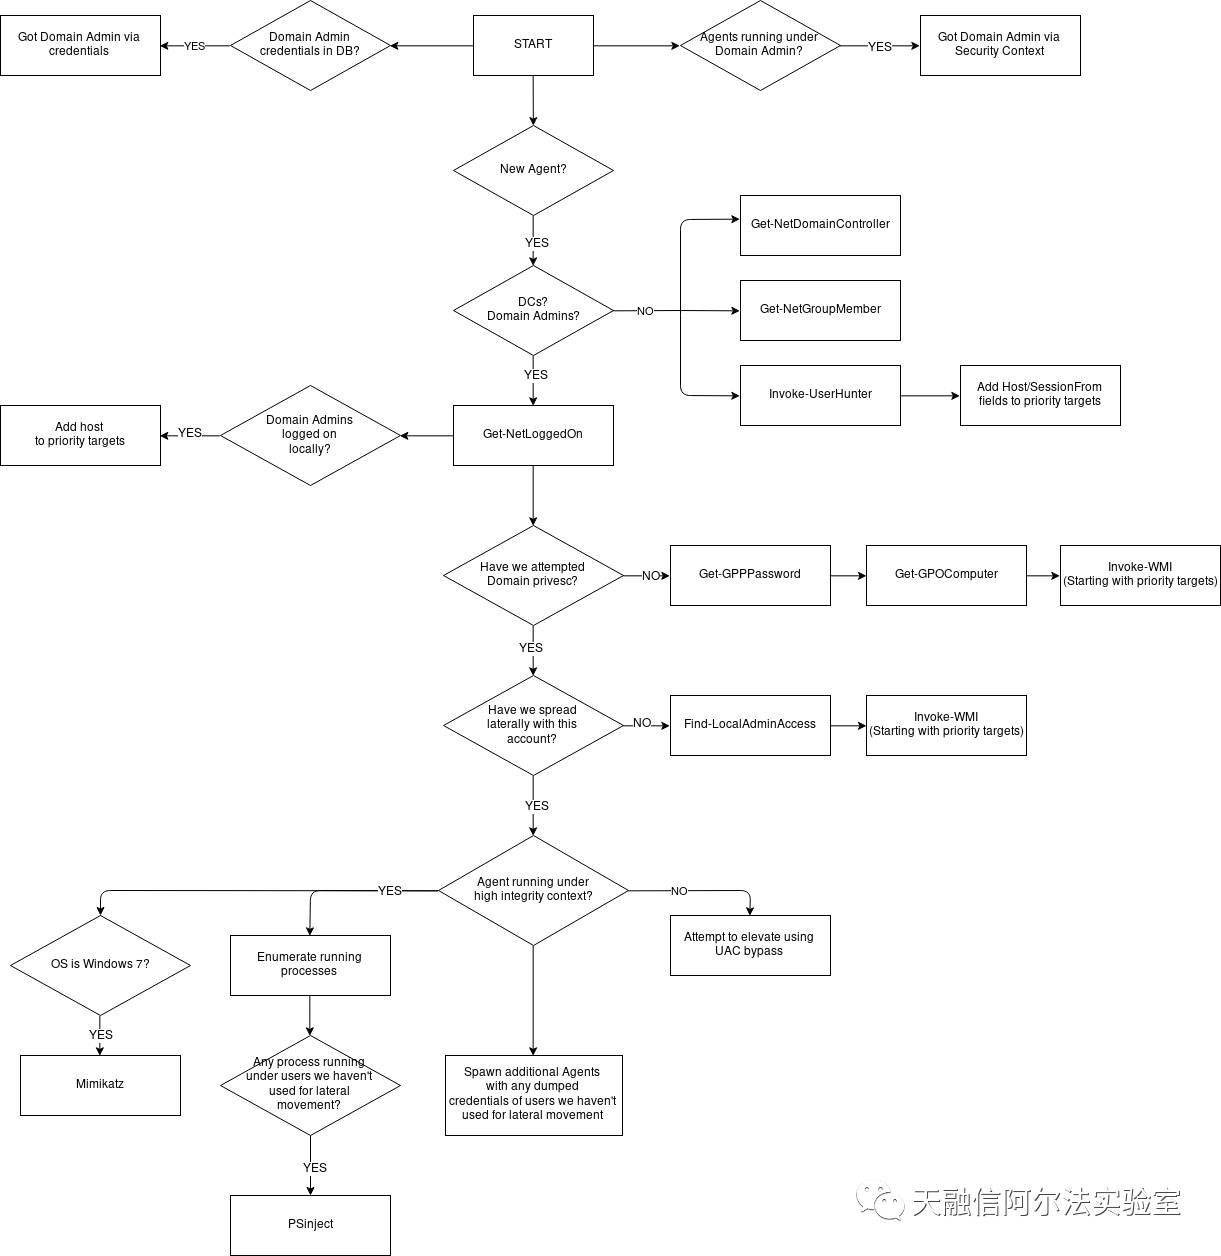 Got Domain Admin via
credentials
YES
Domain Admin
credentials in DB?
START
Agents running under
Domain Admin?
YES
Got Domain Admin via
Security Context
New Agent?
YES
Get-NetDomainController
DCs?
Domain Admins?
NO
Get-NetGroupMember
YES
Invoke-UserHunter
Add Host/SessionFrom
fields to priority targets
Add host
to priority targets
YES
Domain Admins
logged on
locally?
Get-NetLoggedOn
Have we attempted
Domain privesc?
NO
Get-GPPPassword
Get-GPOComputer
Invoke-WMI
(Starting with priority targets)
YES
Have we spread
laterally with this
account?
NO
Find-LocalAdminAccess
Invoke-WMI
(Starting with priority targets)
YES
YES
Agent running under
high integrity context?
NO
Attempt to elevate using
UAC bypass
OS is Windows 7?
Enumerate running
processes
YES
Mimikatz
Any process running
under users we haven't
used for lateral
movement?
Spawn additional Agents
with any dumped
credentials of users we haven't
used for lateral movement
YES
PSinject
天融信阿尔法实验室